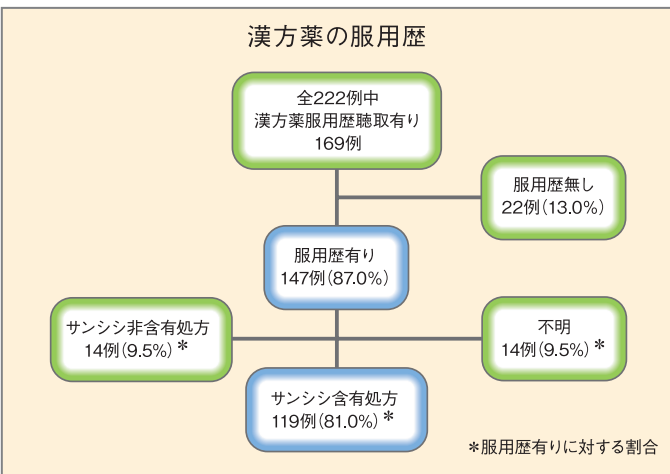 漢方薬の服用歴
全222例中
漢方薬服用歴聴取有り
169例
服用歴無し
22例(13.0%)
服用歴有り
147例(87.0%)
サンシシ非含有処方
14例(9.5%)*
不明
14例(9.5%)*
サンシシ含有処方
119例(81.0%)*
*服用歴有りに対する割合